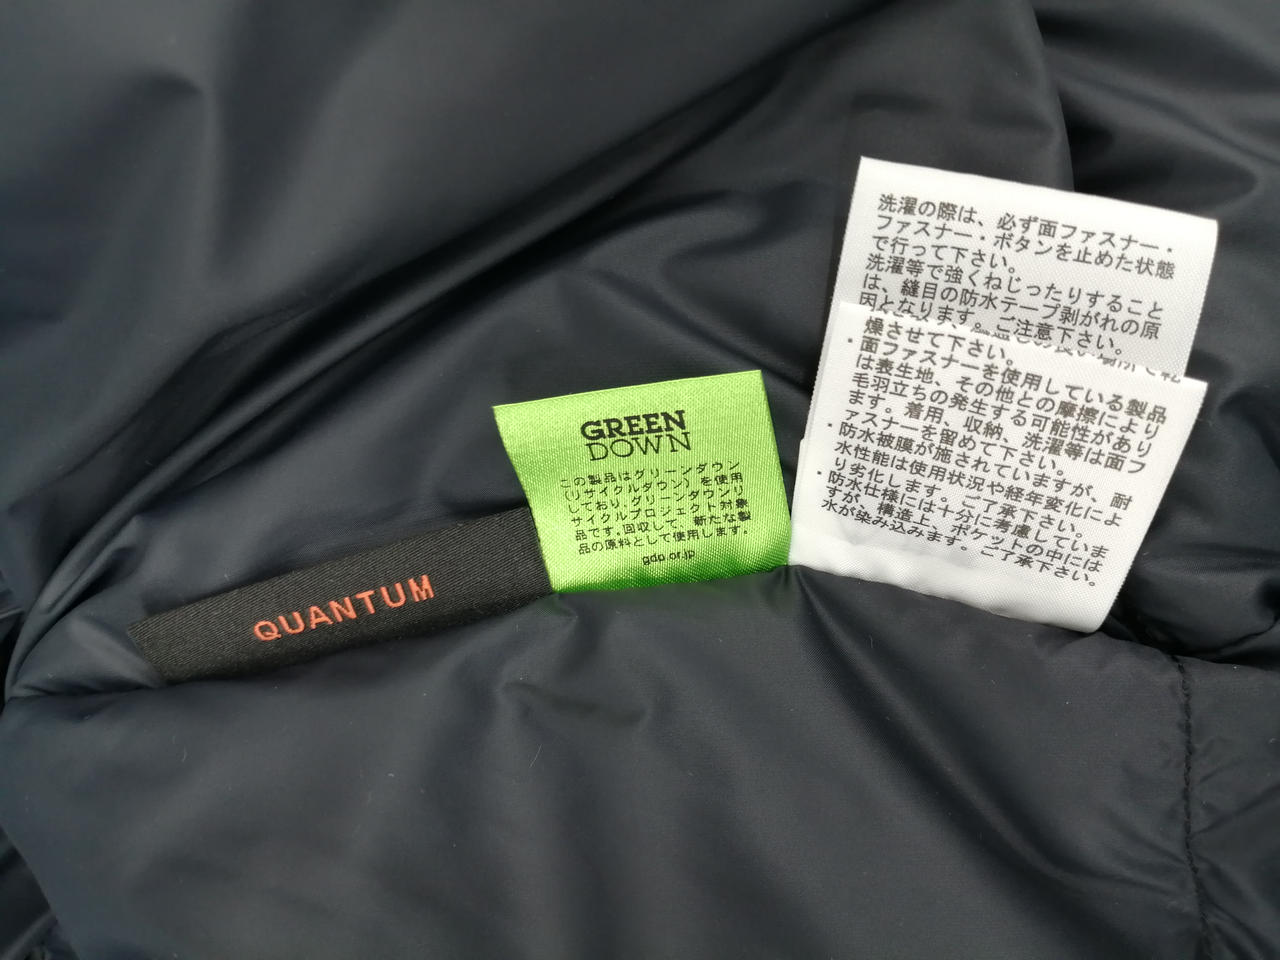 QUANTUM
GREEN
DOWN
この製品はグリーンダウン
(リサイクルダウン)を使用
しており、グリーンダウンリ
サイクルプロジェクト対象
品です。回収して、新たな製
品の原料として使用します。
gdp.or.jp
洗濯の際は、必ず面ファスナー・
ファスナー・ボタンを止めた状態
で行って下さい。
洗濯等で強くねじったりすること
は、縫目の防水テープ剥がれの原
因となります。ご注意下さい。
燥させて下さい。
・面ファスナーを使用している製品
は表生地、その他との摩擦により
毛羽立ちの発生する可能性があり
ます。着用、収納、洗濯等は面フ
ァスナーを留めて下さい。
・防水被膜が施されていますが、耐
水性能は使用状況や経年変化によ
り劣化します。ご了承下さい。
・防水仕様には十分に考慮していま
すが、構造上、ポケットの中には
水が染み込みます。ご了承下さい。